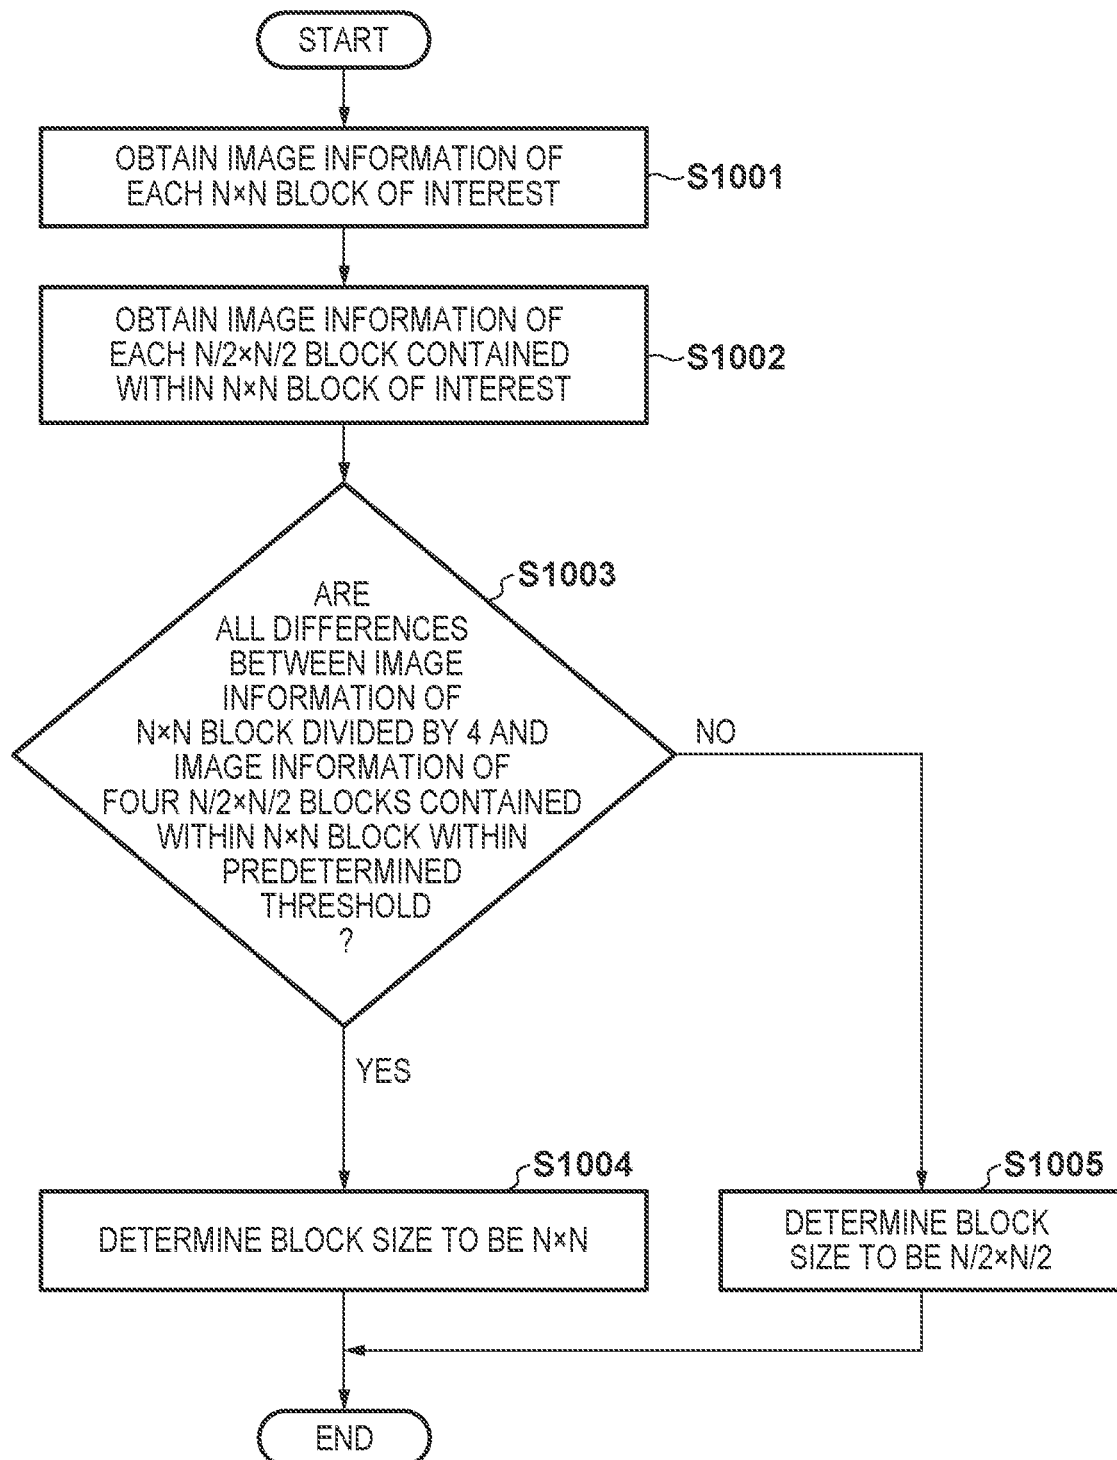 START
OBTAIN IMAGE INFORMATION OF
EACH N×N BLOCK OF INTEREST
S1001
OBTAIN IMAGE INFORMATION OF
EACH N/2×N/2 BLOCK CONTAINED
WITHIN N×N BLOCK OF INTEREST
S1002
S1003
ARE
ALL DIFFERENCES
BETWEEN IMAGE
INFORMATION OF
N×N BLOCK DIVIDED BY 4 AND
IMAGE INFORMATION OF
FOUR N/2×N/2 BLOCKS CONTAINED
WITHIN N×N BLOCK WITHIN
PREDETERMINED
THRESHOLD
?
NO
YES
S1004
DETERMINE BLOCK SIZE TO BE N×N
S1005
DETERMINE BLOCK
SIZE TO BE N/2×N/2
END